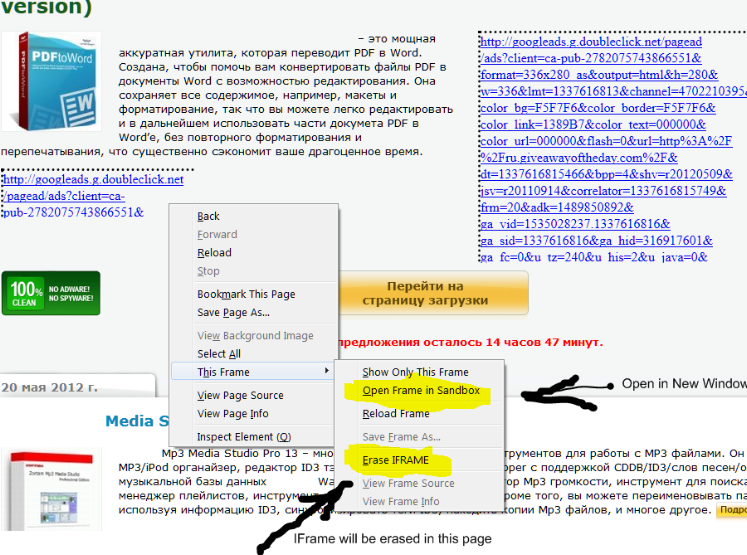 version)
PDFtoWord
– это мощная
аккуратная утилита, которая переводит PDF в Word.
Создана, чтобы помочь вам конвертировать файлы PDF в
документы Word с возможностью редактирования. Она
сохраняет все содержимое, например, макеты и
форматирование, так что вы можете легко редактировать
и в дальнейшем использовать части докумета PDF в
Word’е, без повторного форматирования и
перепечатывания, что существенно сэкономит ваше драгоценное время.
http://googleads.g.doubleclick.net/pagead
/ads?client=ca-pub-2782075743866551&
format=336x280_as&output=html&h=280&
w=336&lmt=1337616813&channel=4702210395&
color_bg=F5F7F6&color_border=F5F7F6&
color_link=1389B7&color_text=000000&
color_url=000000&flash=0&url=http%3A%2F
%2Fru.giveawayoftheday.com%2F&
dt=1337616815466&bpp=4&shv=r20120509&
jsv=r20110914&correlator=1337616815749&
frm=20&adk=1489850892&
ga_vid=1535028237.1337616816&
ga_sid=1337616816&ga_hid=316917601&
ga_fc=0&u_tz=240&u_his=2&u_java=0&
http://googleads.g.doubleclick.net
/pagead/ads?client=ca-
pub-2782075743866551&
100% CLEAN
NO ADWARE!
NO SPYWARE!
Перейти на
страницу загрузки
предложения осталось 14 часов 47 минут.
Back
Forward
Reload
Stop
Bookmark This Page
Save Page As...
View Background Image
Select All
This Frame
View Page Source
View Page Info
Inspect Element (Q)
Show Only This Frame
Open Frame in Sandbox
Reload Frame
Save Frame As...
Erase IFRAME
View Frame Source
View Frame Info
Open in New Window
20 мая 2012 г.
Media S
Mp3 Media Studio
Mp3 Media Studio Pro 13 – мно струментов для работы с MP3 файлами. Он
MP3/iPod органайзер, редактор ID3 тэ с поддержкой CDDB/ID3/слов песен/о
музыкальной базы данных Wa тор Mp3 громкости, инструмент для поиска
менеджер плейлистов, инструмент роме того, вы можете переименовывать
используя информацию ID3, копии Mp3 файлов, и многое другое. Подро
IFrame will be erased in this page